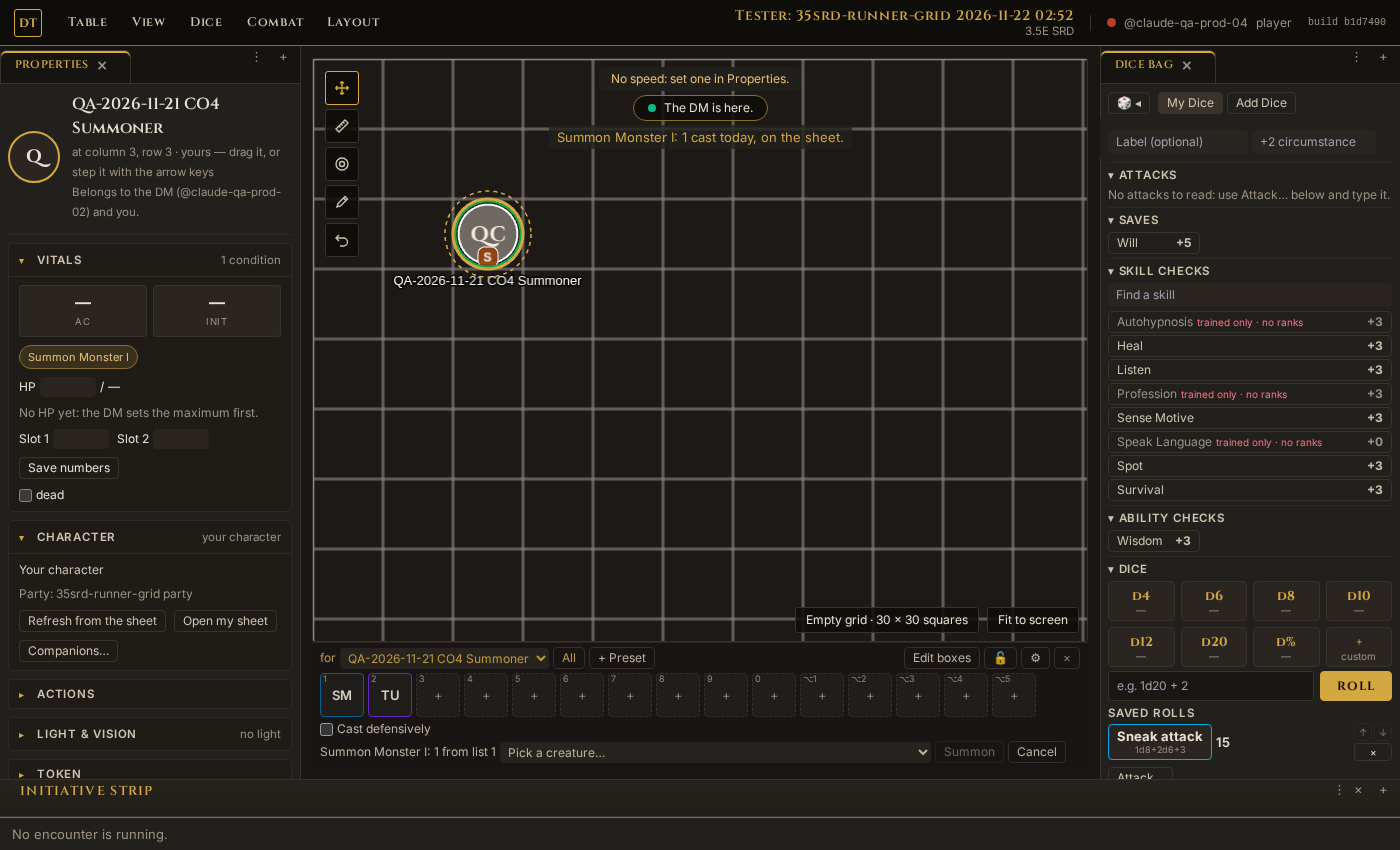 DT
TABLE
VIEW
DICE
COMBAT
LAYOUT
TESTER: 35SRD-RUNNER-GRID 2026-11-22 02:52
3.5E SRD
@claude-qa-prod-04 player
build b1d7490
PROPERTIES
QA-2026-11-21 CO4
SUMMONER
Q
at column 3, row 3 · yours — drag it, or
step it with the arrow keys
Belongs to the DM (@claude-qa-prod-
02) and you.
VITALS
1 condition
—
AC
—
INIT
Summon Monster I
HP / —
No HP yet: the DM sets the maximum first.
Slot 1
Slot 2
Save numbers
dead
CHARACTER
your character
Your character
Party: 35srd-runner-grid party
Refresh from the sheet
Open my sheet
Companions...
ACTIONS
LIGHT & VISION
no light
TOKEN
No speed: set one in Properties.
The DM is here.
Summon Monster I: 1 cast today, on the sheet.
QC
S
QA-2026-11-21 CO4 Summoner
Empty grid · 30 × 30 squares
Fit to screen
for QA-2026-11-21 CO4 Summoner
All
+ Preset
Edit boxes
×
1 SM
2 TU
3 +
4 +
5 +
6 +
7 +
8 +
9 +
0 +
⌥1 +
⌥2 +
⌥3 +
⌥4 +
⌥5 +
Cast defensively
Summon Monster I: 1 from list 1
Pick a creature...
Summon
Cancel
DICE BAG
My Dice
Add Dice
Label (optional)
+2 circumstance
ATTACKS
No attacks to read: use Attack... below and type it.
SAVES
Will +5
SKILL CHECKS
Find a skill
Autohypnosis trained only · no ranks +3
Heal +3
Listen +3
Profession trained only · no ranks +3
Sense Motive +3
Speak Language trained only · no ranks +0
Spot +3
Survival +3
ABILITY CHECKS
Wisdom +3
DICE
D4
—
D6
—
D8
—
D10
—
D12
—
D20
—
D%
—
+
custom
e.g. 1d20 + 2
ROLL
SAVED ROLLS
Sneak attack
1d8+2d6+3
15
Attack...
INITIATIVE STRIP
No encounter is running.